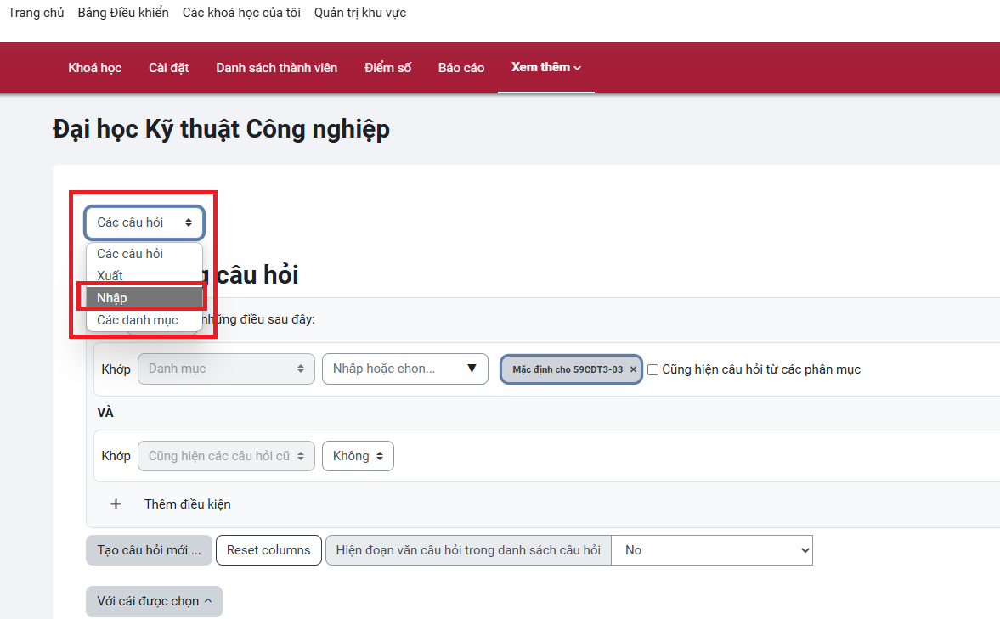 Trang chủ Bảng Điều khiển Các khoá học của tôi Quản trị khu vực
Khoá học Cài đặt Danh sách thành viên Điểm số Báo cáo Xem thêm
Đại học Kỹ thuật Công nghiệp
Các câu hỏi
Các câu hỏi
Xuất
câu hỏi
Nhập
Các danh mục
những điều sau đây:
Khớp Danh mục Nhập hoặc chọn... ▼ Mặc định cho 59CĐT3-03 × Cũng hiện câu hỏi từ các phân mục
VÀ
Khớp Cũng hiện các câu hỏi cũ Không
+ Thêm điều kiện
Tạo câu hỏi mới ... Reset columns Hiện đoạn văn câu hỏi trong danh sách câu hỏi No
Với cái được chọn